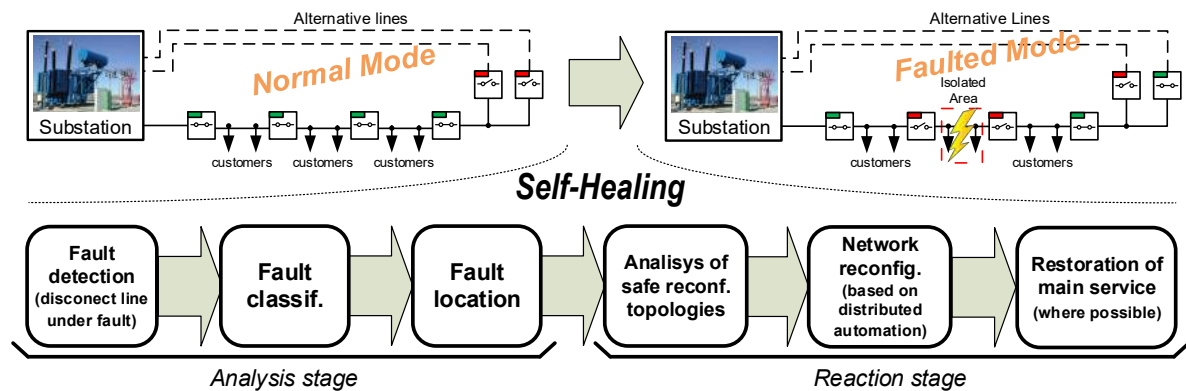 Alternative lines
Normal Mode
Substation
customers
customers
customers
Alternative Lines
Faulted Mode
Isolated
Area
Substation
customers
customers
Self-Healing
Fault
detection
(disconect line
under fault)
Fault
classif.
Fault
location
Analisys of
safe reconf.
topologies
Network
reconfig.
(based on
distributed
automation)
Restoration of
main service
(where possible)
Analysis stage
Reaction stage